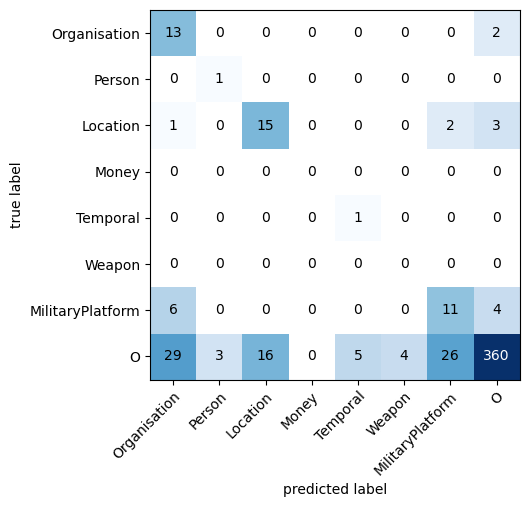 true label
Organisation 13 0 0 0 0 0 0 2
Person 0 1 0 0 0 0 0 0
Location 1 0 15 0 0 0 2 3
Money 0 0 0 0 0 0 0 0
Temporal 0 0 0 0 1 0 0 0
Weapon 0 0 0 0 0 0 0 0
MilitaryPlatform 6 0 0 0 0 0 11 4
O 29 3 16 0 5 4 26 360
Organisation Person Location Money Temporal Weapon MilitaryPlatform O
predicted label